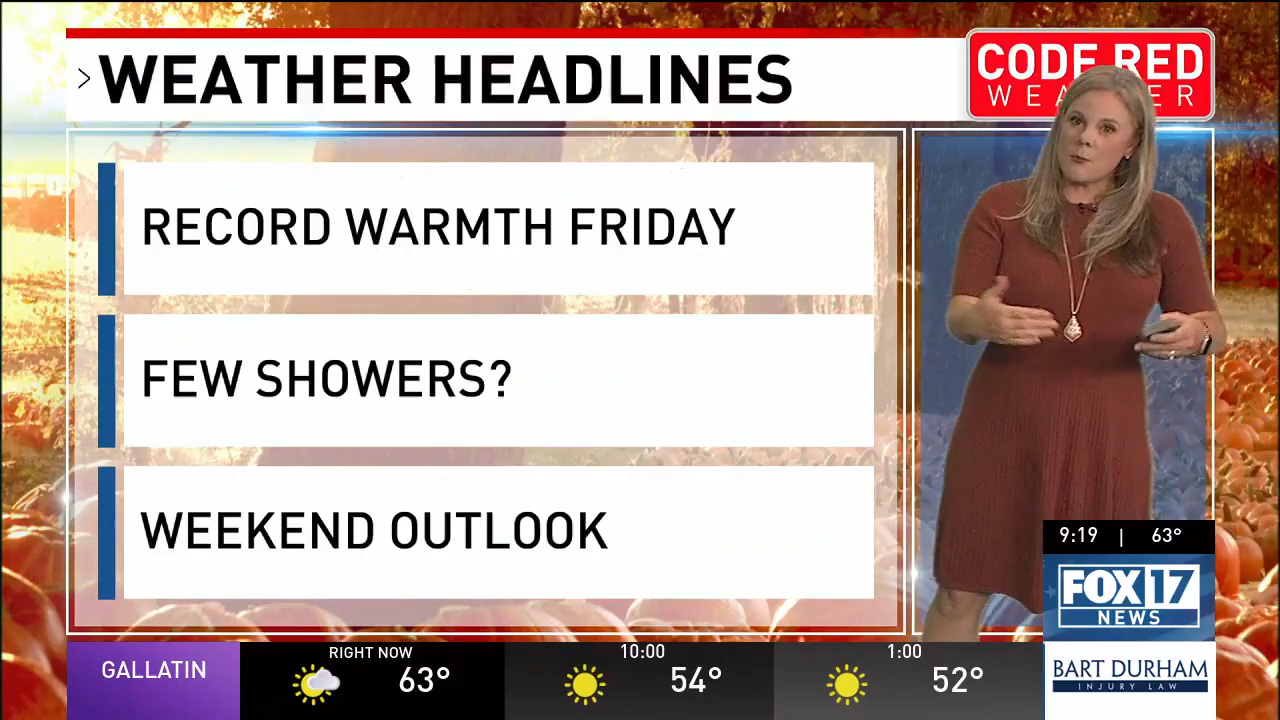 > WEATHER HEADLINES
CODE RED
WEATHER
RECORD WARMTH FRIDAY
FEW SHOWERS?
WEEKEND OUTLOOK
9:19 | 63°
FOX 17
NEWS
GALLATIN
RIGHT NOW
63°
10:00
54°
1:00
52°
BART DURHAM
INJURY LAW